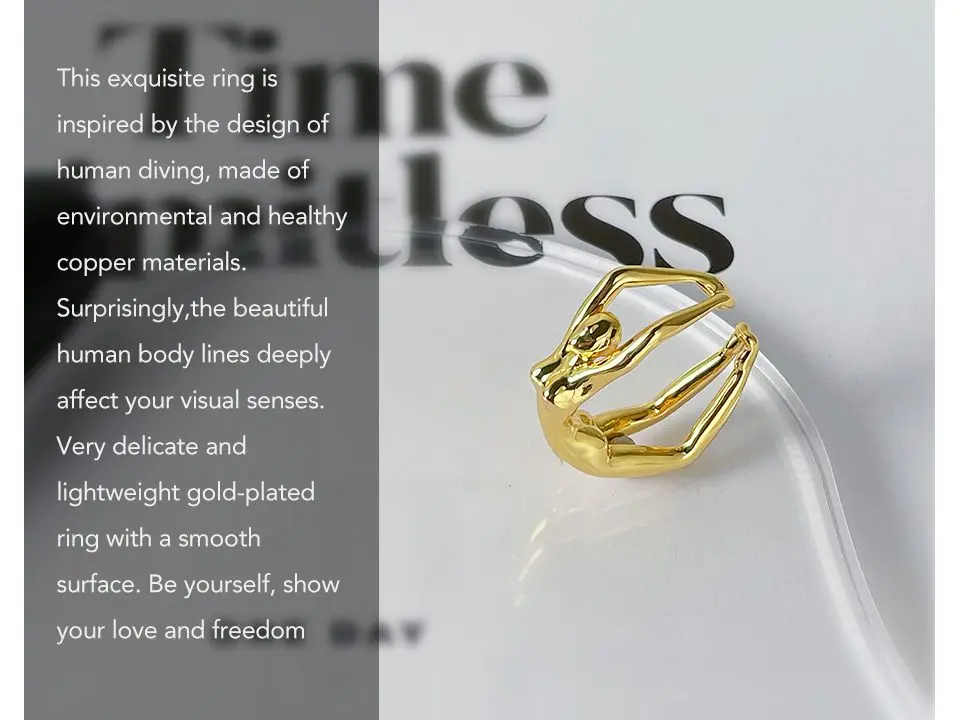 This exquisite ring is
inspired by the design of
human diving, made of
environmental and healthy
copper materials.
Surprisingly,the beautiful
human body lines deeply
affect your visual senses.
Very delicate and
lightweight gold-plated
ring with a smooth
surface. Be yourself, show
your love and freedom
Time
DAY